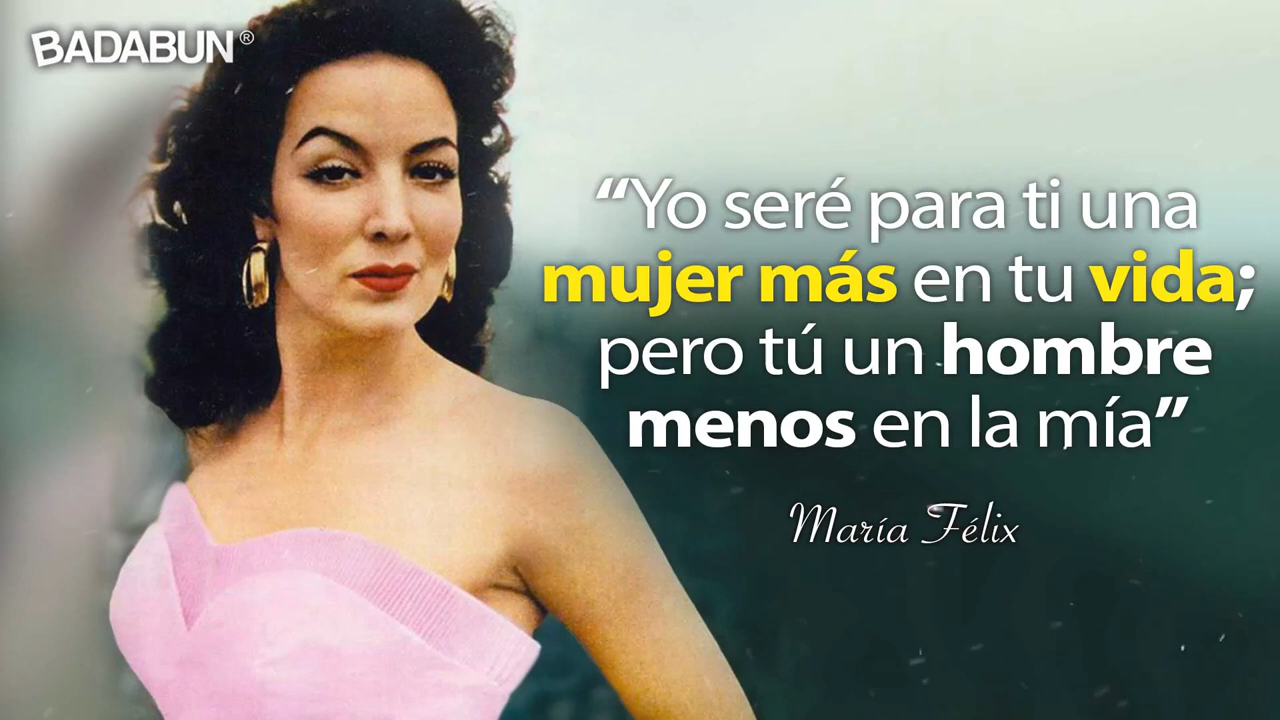 BADABUN®
“Yo seré para ti una
mujer más en tu vida;
pero tú un hombre
menos en la mía”
María Félix